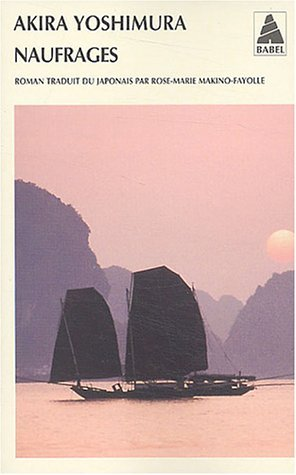 AKIRA YOSHIMURA
NAUFRAGES
ROMAN TRADUIT DU JAPONAIS PAR ROSE-MARIE MAKINO-FAYOLLE
BABEL